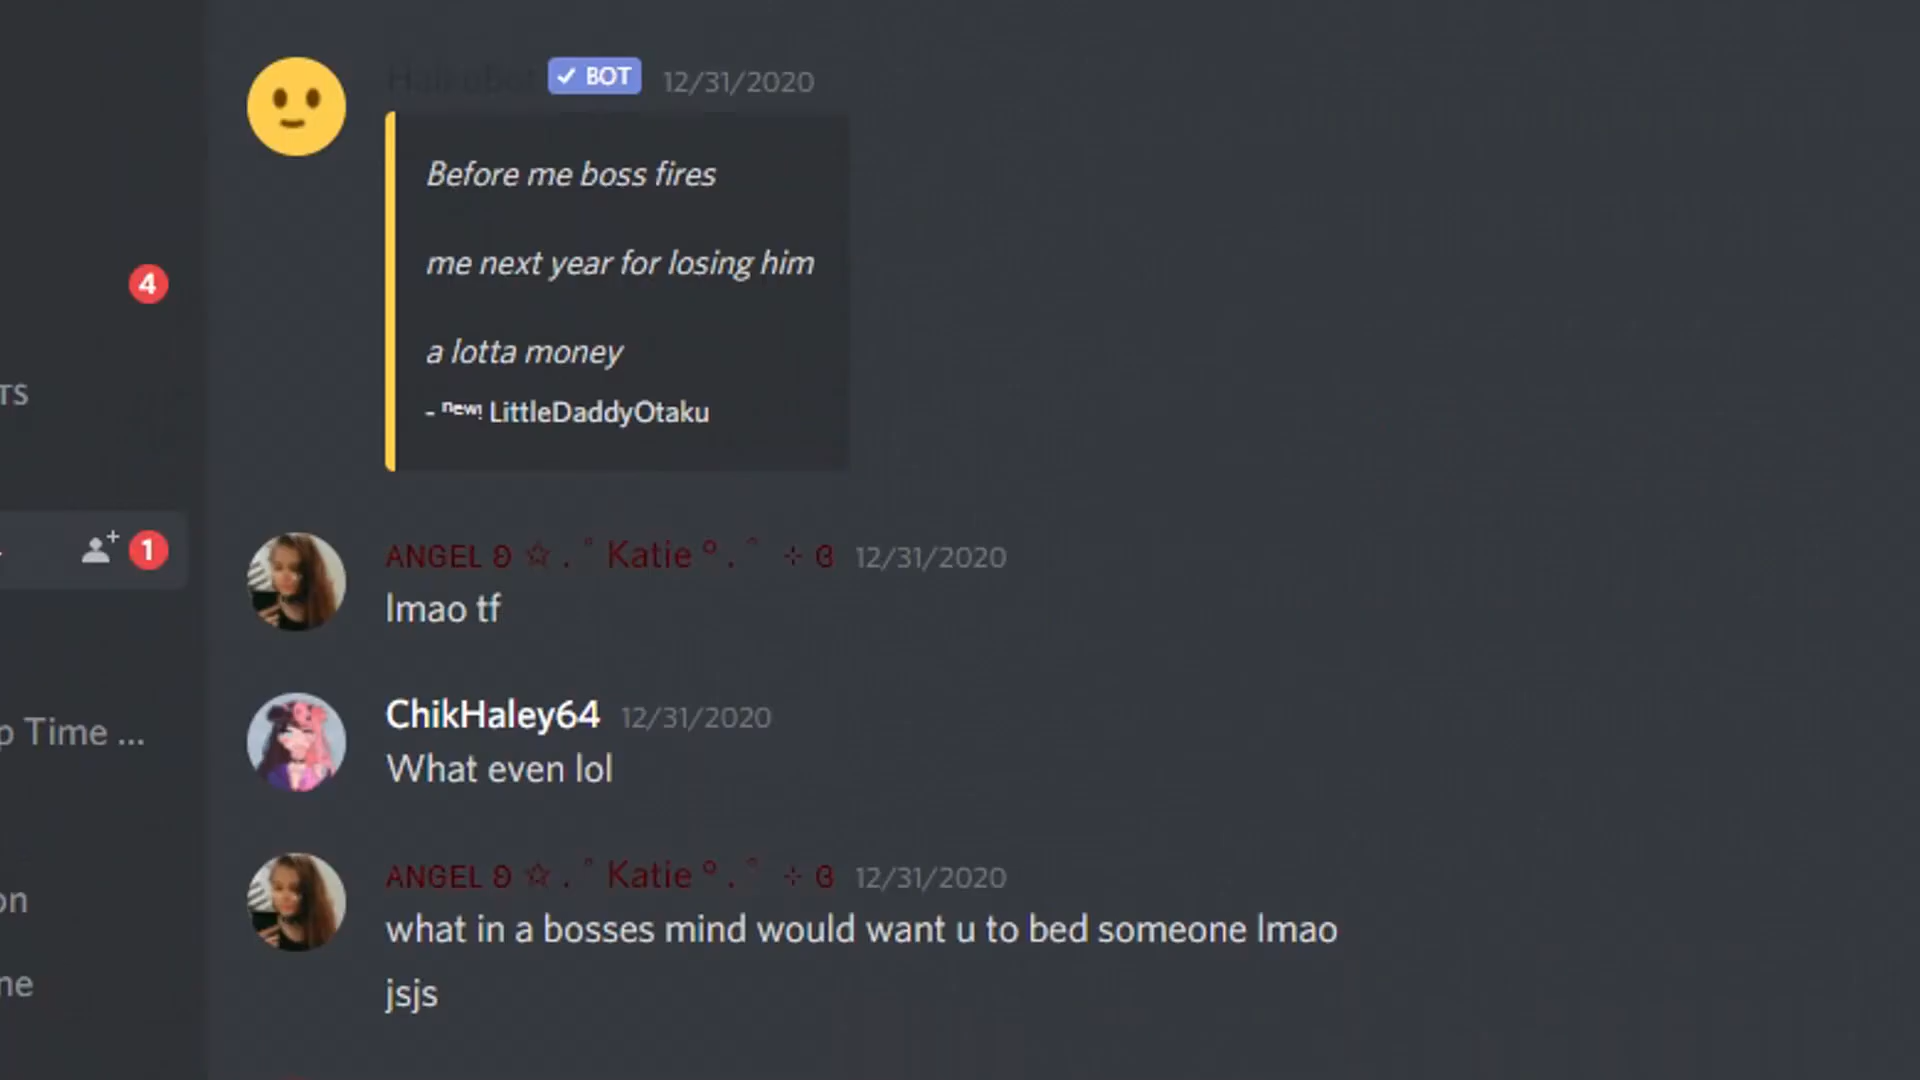 Haikubot ✓ BOT 12/31/2020
Before me boss fires
me next year for losing him
4
a lotta money
TS
- ⁿᵉʷᵎ LittleDaddyOtaku
1
ANGEL ʚ ☆ . ˚ Katie ° . ˆ ⊹ ɞ 12/31/2020
lmao tf
ChikHaley64 12/31/2020
p Time ...
What even lol
ANGEL ʚ ☆ . ˚ Katie ° . ˆ ⊹ ɞ 12/31/2020
on
what in a bosses mind would want u to bed someone lmao
ne
jsjs